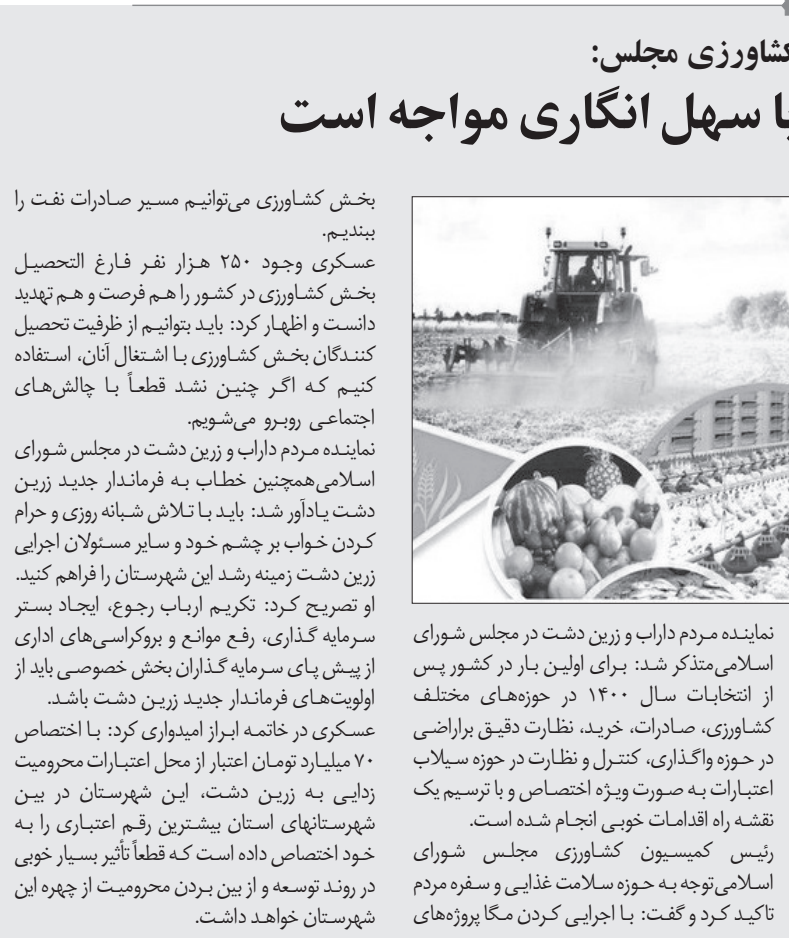 کشاورزی مجلس:
با سهل انگاری مواجه است
نماینده مردم داراب و زرین دشت در مجلس شورای
اسلامی‌متذکر شد: برای اولین بار در کشور پس
از انتخابات سال ۱۴۰۰ در حوزه‌های مختلف
کشاورزی، صادرات، خرید، نظارت دقیق براراضی
در حوزه واگذاری، کنترل و نظارت در حوزه سیلاب
اعتبارات به صورت ویژه اختصاص و با ترسیم یک
نقشه راه اقدامات خوبی انجام شده است.
رئیس کمیسیون کشاورزی مجلس شورای
اسلامی‌توجه به حوزه سلامت غذایی و سفره مردم
تاکید کرد و گفت: با اجرایی کردن مگا پروژه‌های
بخش کشاورزی می‌توانیم مسیر صادرات نفت را
ببندیم.
عسکری وجود ۲۵۰ هزار نفر فارغ التحصیل
بخش کشاورزی در کشور را هم فرصت و هم تهدید
دانست و اظهار کرد: باید بتوانیم از ظرفیت تحصیل
کنندگان بخش کشاورزی با اشتغال آنان، استفاده
کنیم که اگر چنین نشد قطعاً با چالش‌های
اجتماعی روبرو می‌شویم.
نماینده مردم داراب و زرین دشت در مجلس شورای
اسلامی‌همچنین خطاب به فرماندار جدید زرین
دشت یادآور شد: باید با تلاش شبانه روزی و حرام
کردن خواب بر چشم خود و سایر مسئولان اجرایی
زرین دشت زمینه رشد این شهرستان را فراهم کنید.
او تصریح کرد: تکریم ارباب رجوع، ایجاد بستر
سرمایه گذاری، رفع موانع و بروکراسی‌های اداری
از پیش پای سرمایه گذاران بخش خصوصی باید از
اولویت‌های فرماندار جدید زرین دشت باشد.
عسکری در خاتمه ابراز امیدواری کرد: با اختصاص
۷۰ میلیارد تومان اعتبار از محل اعتبارات محرومیت
زدایی به زرین دشت، این شهرستان در بین
شهرستانهای استان بیشترین رقم اعتباری را به
خود اختصاص داده است که قطعاً تأثیر بسیار خوبی
در روند توسعه و از بین بردن محرومیت از چهره این
شهرستان خواهد داشت.